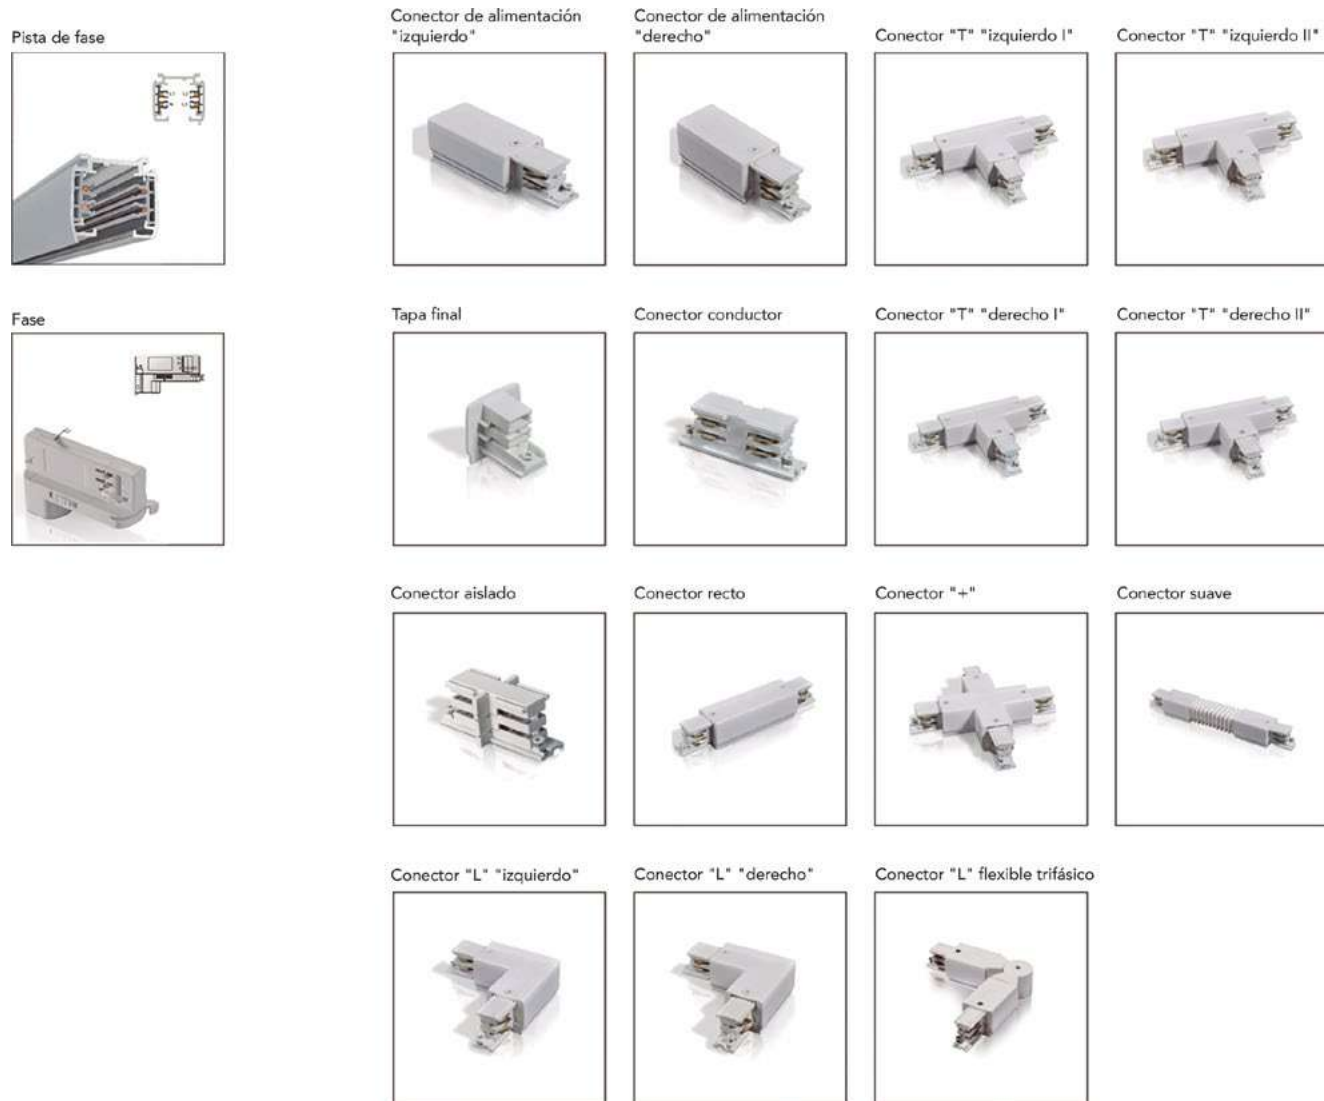 Pista de fase
Conector de alimentación
"izquierdo"
Conector de alimentación
"derecho"
Conector "T" "izquierdo I"
Conector "T" "izquierdo II"
Fase
Tapa final
Conector conductor
Conector "T" "derecho I"
Conector "T" "derecho II"
Conector aislado
Conector recto
Conector "+"
Conector suave
Conector "L" "izquierdo"
Conector "L" "derecho"
Conector "L" flexible trifásico